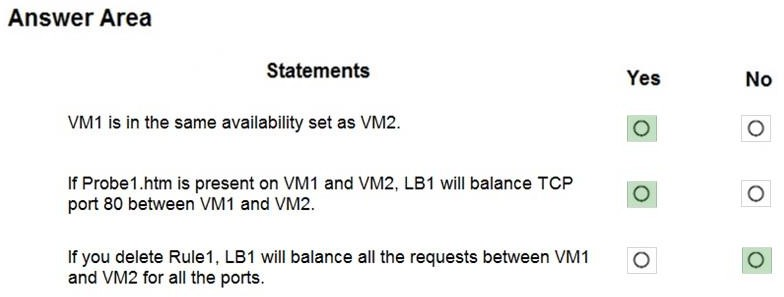 Answer Area
Statements Yes No
VM1 is in the same availability set as VM2.
If Probe1.htm is present on VM1 and VM2, LB1 will balance TCP
port 80 between VM1 and VM2.
If you delete Rule1, LB1 will balance all the requests between VM1
and VM2 for all the ports.